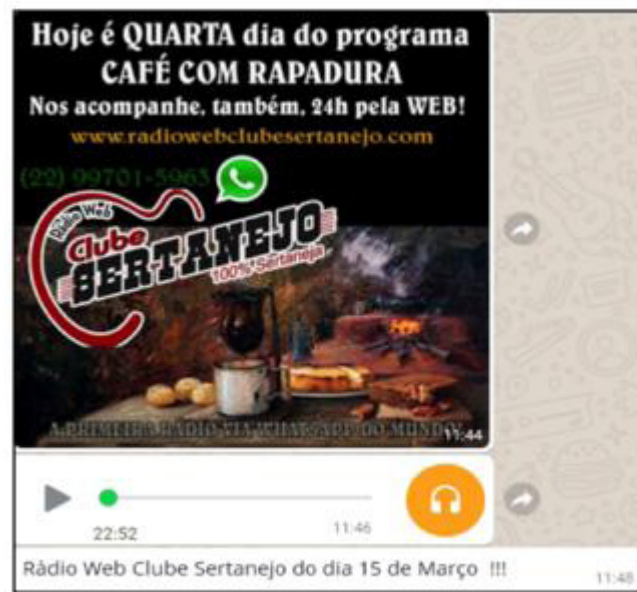 Hoje é QUARTA dia do programa
CAFÉ COM RAPADURA
Nos acompanhe, também, 24h pela WEB!
www.radiowebclubesertanejo.com
(22) 99701-5963
Rádio Web
Clube
SERTANEJO
100% Sertaneja
A PRIMEIRA RÁDIO VIA WHATSAPP DO MUNDO!
11:44
22:52 11:46
Ràdio Web Clube Sertanejo do dia 15 de Março !!!
11:48